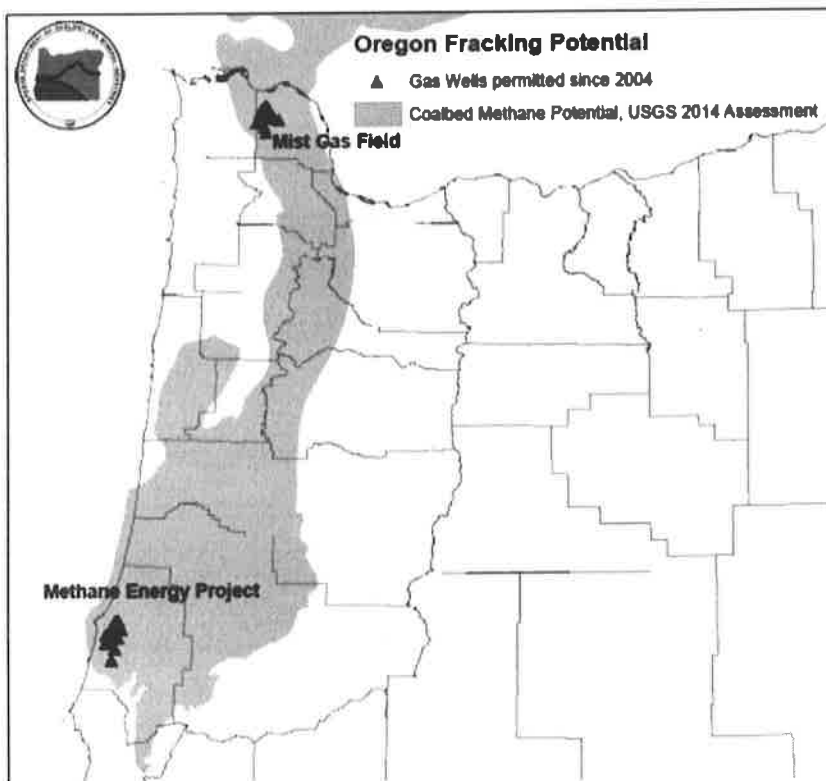 Oregon Fracking Potential
Gas Wells permitted since 2004
Coalbed Methane Potential, USGS 2014 Assessment
Mist Gas Field
Methane Energy Project